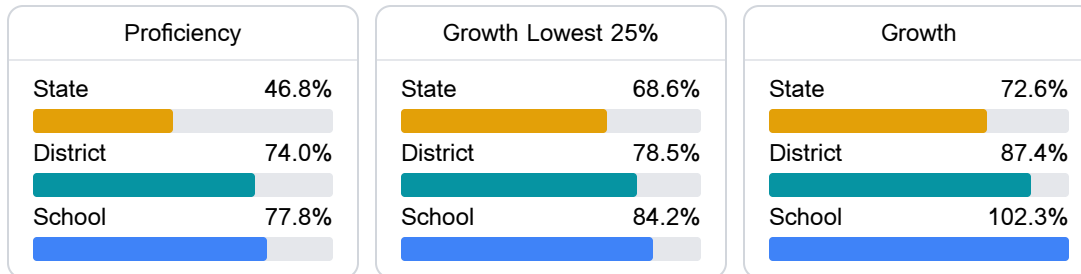 Proficiency
State 46.8%
District 74.0%
School 77.8%
Growth Lowest 25%
State 68.6%
District 78.5%
School 84.2%
Growth
State 72.6%
District 87.4%
School 102.3%